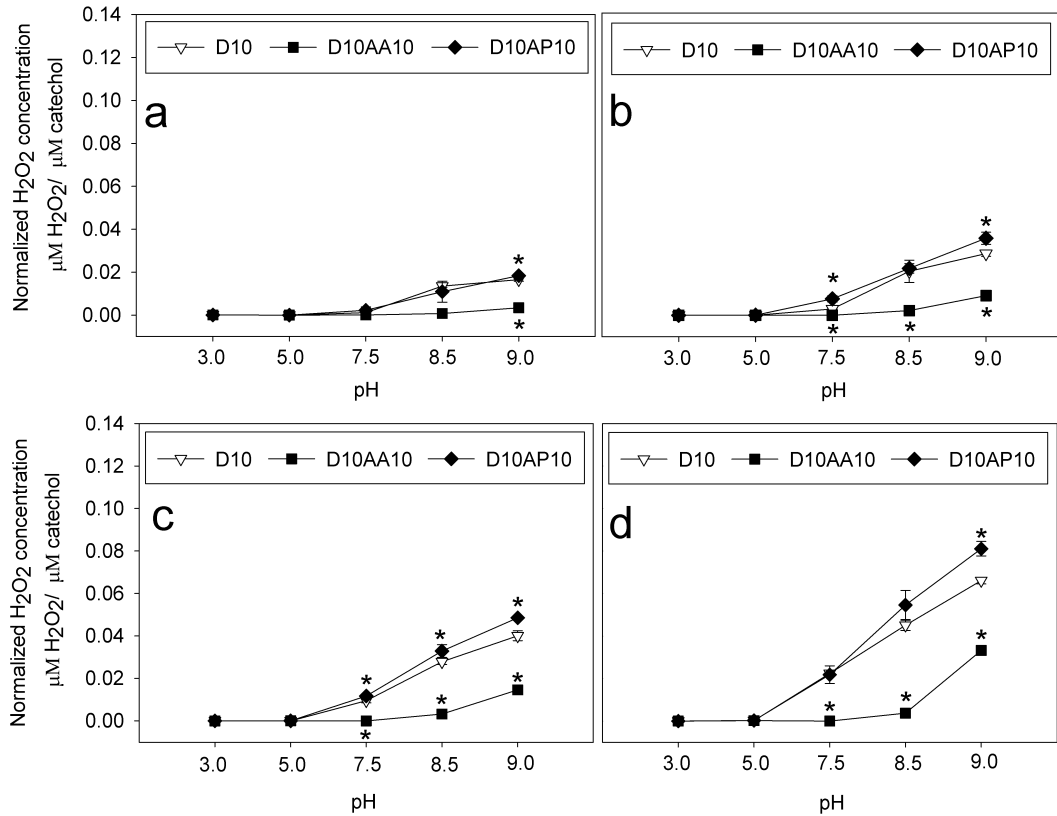 D10 D10AA10 D10AP10
a
0.14
0.12
0.10
0.08
0.06
0.04
0.02
0.00
Normalized H2O2 concentration
µM H2O2/ µM catechol
* *
3.0 5.0 7.5 8.5 9.0
pH
D10 D10AA10 D10AP10
b
* * * * *
3.0 5.0 7.5 8.5 9.0
pH
D10 D10AA10 D10AP10
c
0.14
0.12
0.10
0.08
0.06
0.04
0.02
0.00
Normalized H2O2 concentration
µM H2O2/ µM catechol
* * * * * *
3.0 5.0 7.5 8.5 9.0
pH
D10 D10AA10 D10AP10
d
* * * *
3.0 5.0 7.5 8.5 9.0
pH